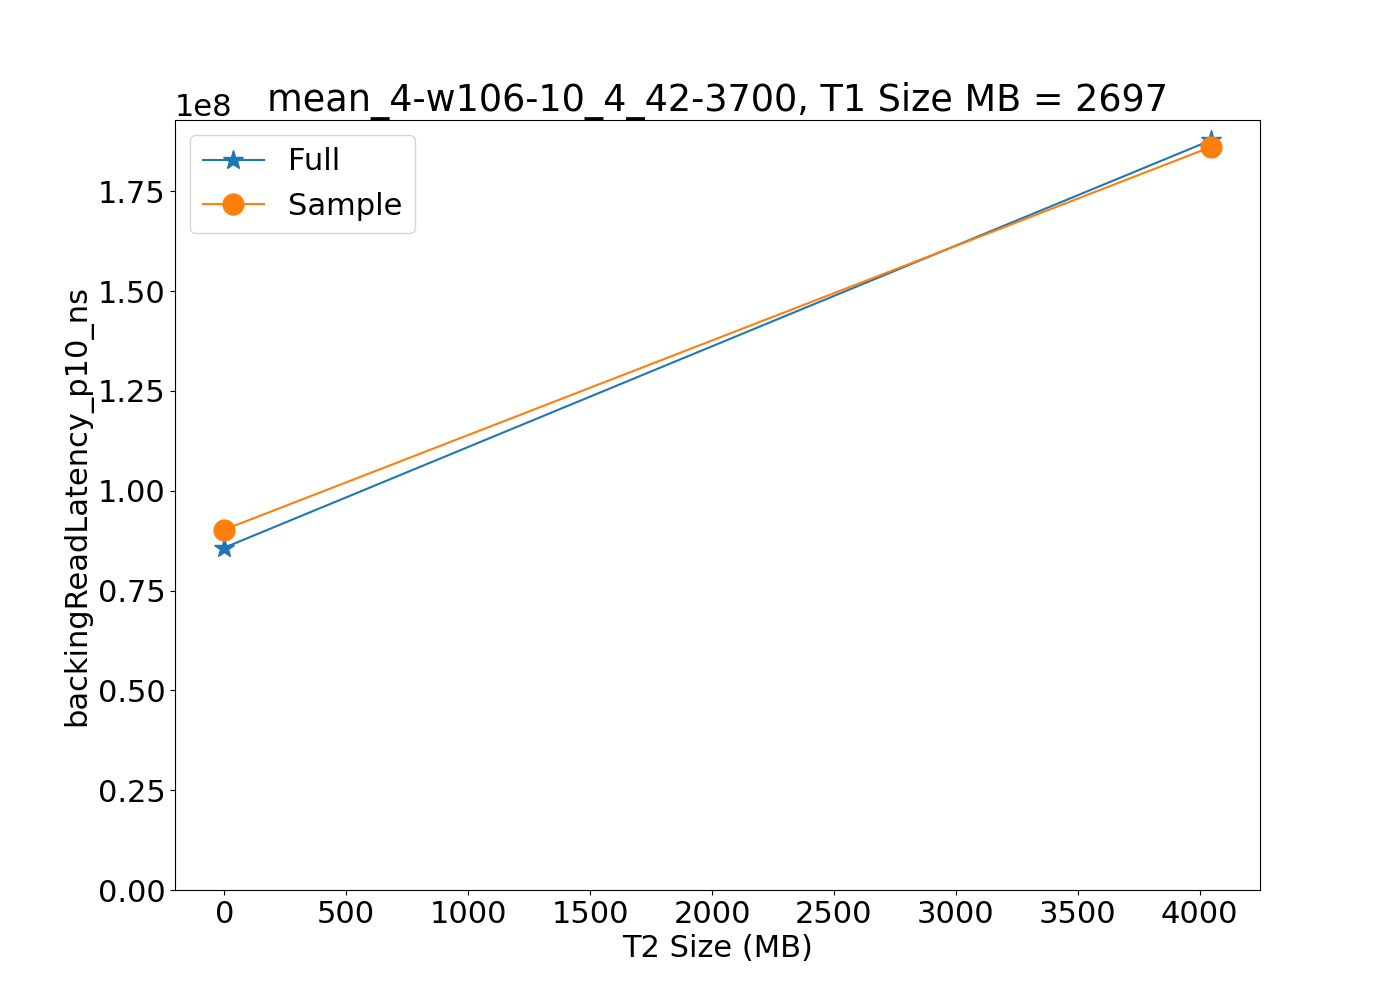 1e8
mean_4-w106-10_4_42-3700, T1 Size MB = 2697
Full
Sample
backingReadLatency_p10_ns
1.75
1.50
1.25
1.00
0.75
0.50
0.25
0.00
0 500 1000 1500 2000 2500 3000 3500 4000
T2 Size (MB)